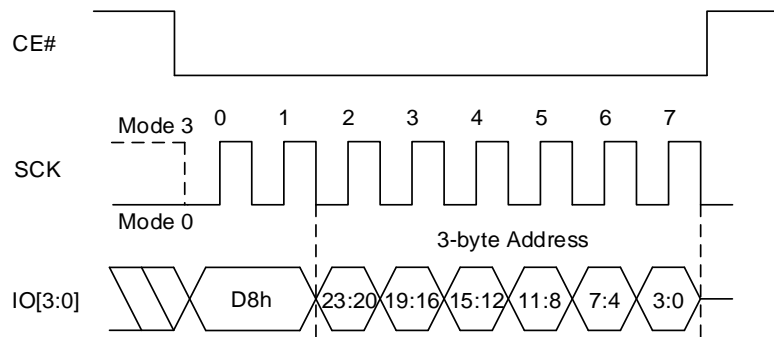 CE#
Mode 3 0 1 2 3 4 5 6 7
SCK
Mode 0
3-byte Address
IO[3:0] D8h 23:20 19:16 15:12 11:8 7:4 3:0